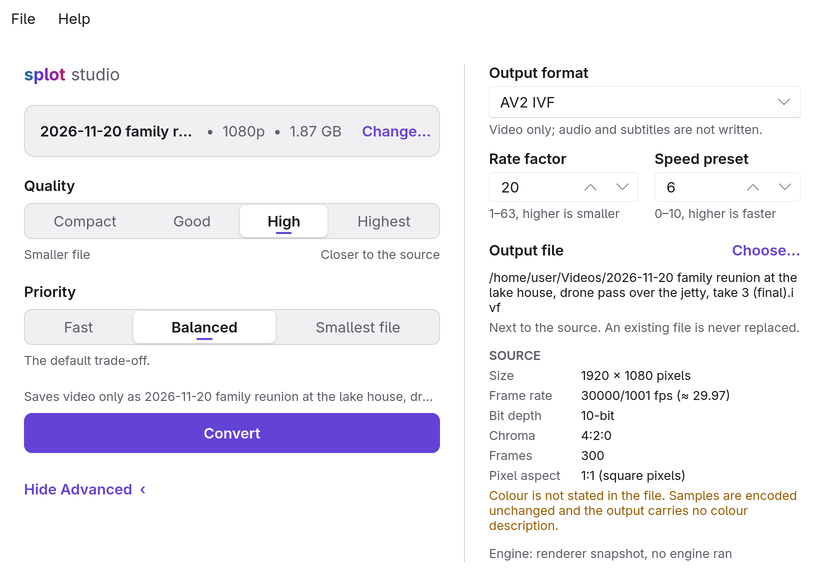 File Help
splot studio
2026-11-20 family r... • 1080p • 1.87 GB Change...
Quality
Compact Good High Highest
Smaller file Closer to the source
Priority
Fast Balanced Smallest file
The default trade-off.
Saves video only as 2026-11-20 family reunion at the lake house, dr...
Convert
Hide Advanced ‹
Output format
AV2 IVF
Video only; audio and subtitles are not written.
Rate factor Speed preset
20 6
1–63, higher is smaller 0–10, higher is faster
Output file Choose...
/home/user/Videos/2026-11-20 family reunion at the
lake house, drone pass over the jetty, take 3 (final).i
vf
Next to the source. An existing file is never replaced.
SOURCE
Size 1920 × 1080 pixels
Frame rate 30000/1001 fps (≈ 29.97)
Bit depth 10-bit
Chroma 4:2:0
Frames 300
Pixel aspect 1:1 (square pixels)
Colour is not stated in the file. Samples are encoded
unchanged and the output carries no colour
description.
Engine: renderer snapshot, no engine ran